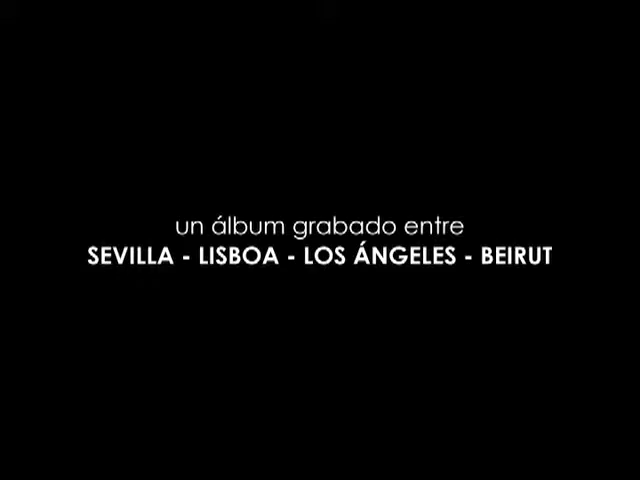 un álbum grabado entre
SEVILLA - LISBOA - LOS ÁNGELES - BEIRUT